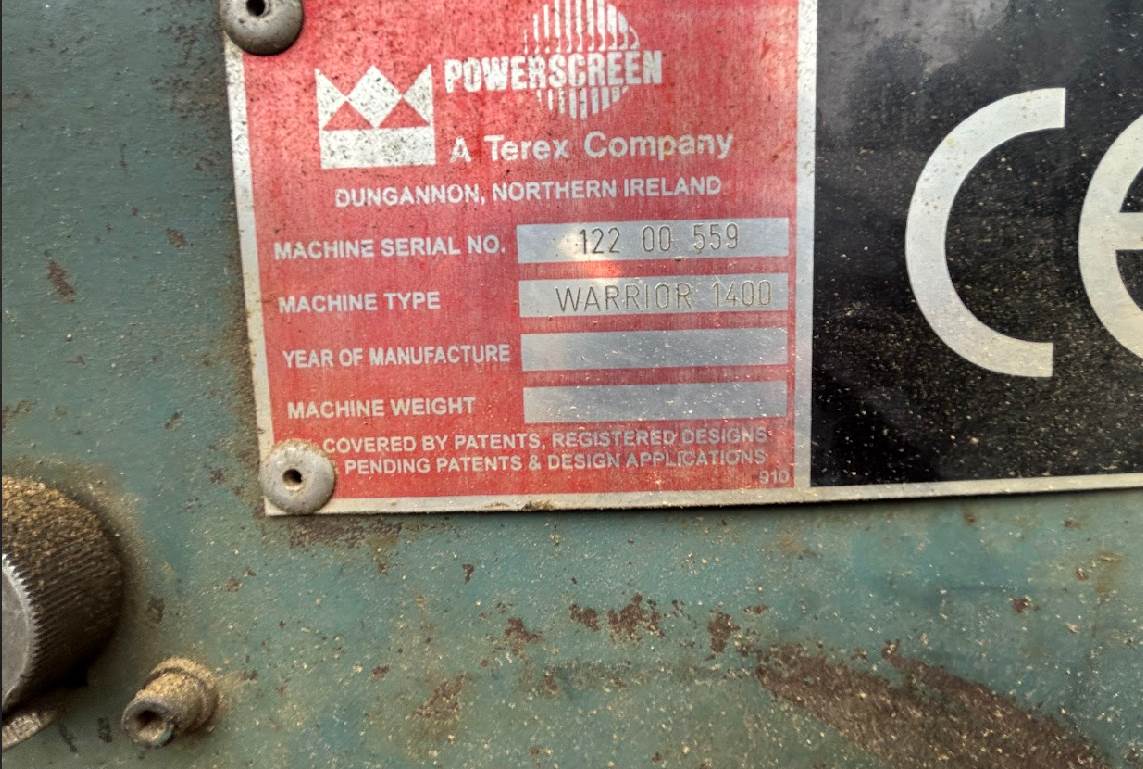 POWERSCREEN
A Terex Company
DUNGANNON, NORTHERN IRELAND
MACHINE SERIAL NO. 122 00 559
MACHINE TYPE WARRIOR 1400
YEAR OF MANUFACTURE
MACHINE WEIGHT
COVERED BY PATENTS, REGISTERED DESIGNS
PENDING PATENTS & DESIGN APPLICATIONS
910
CE